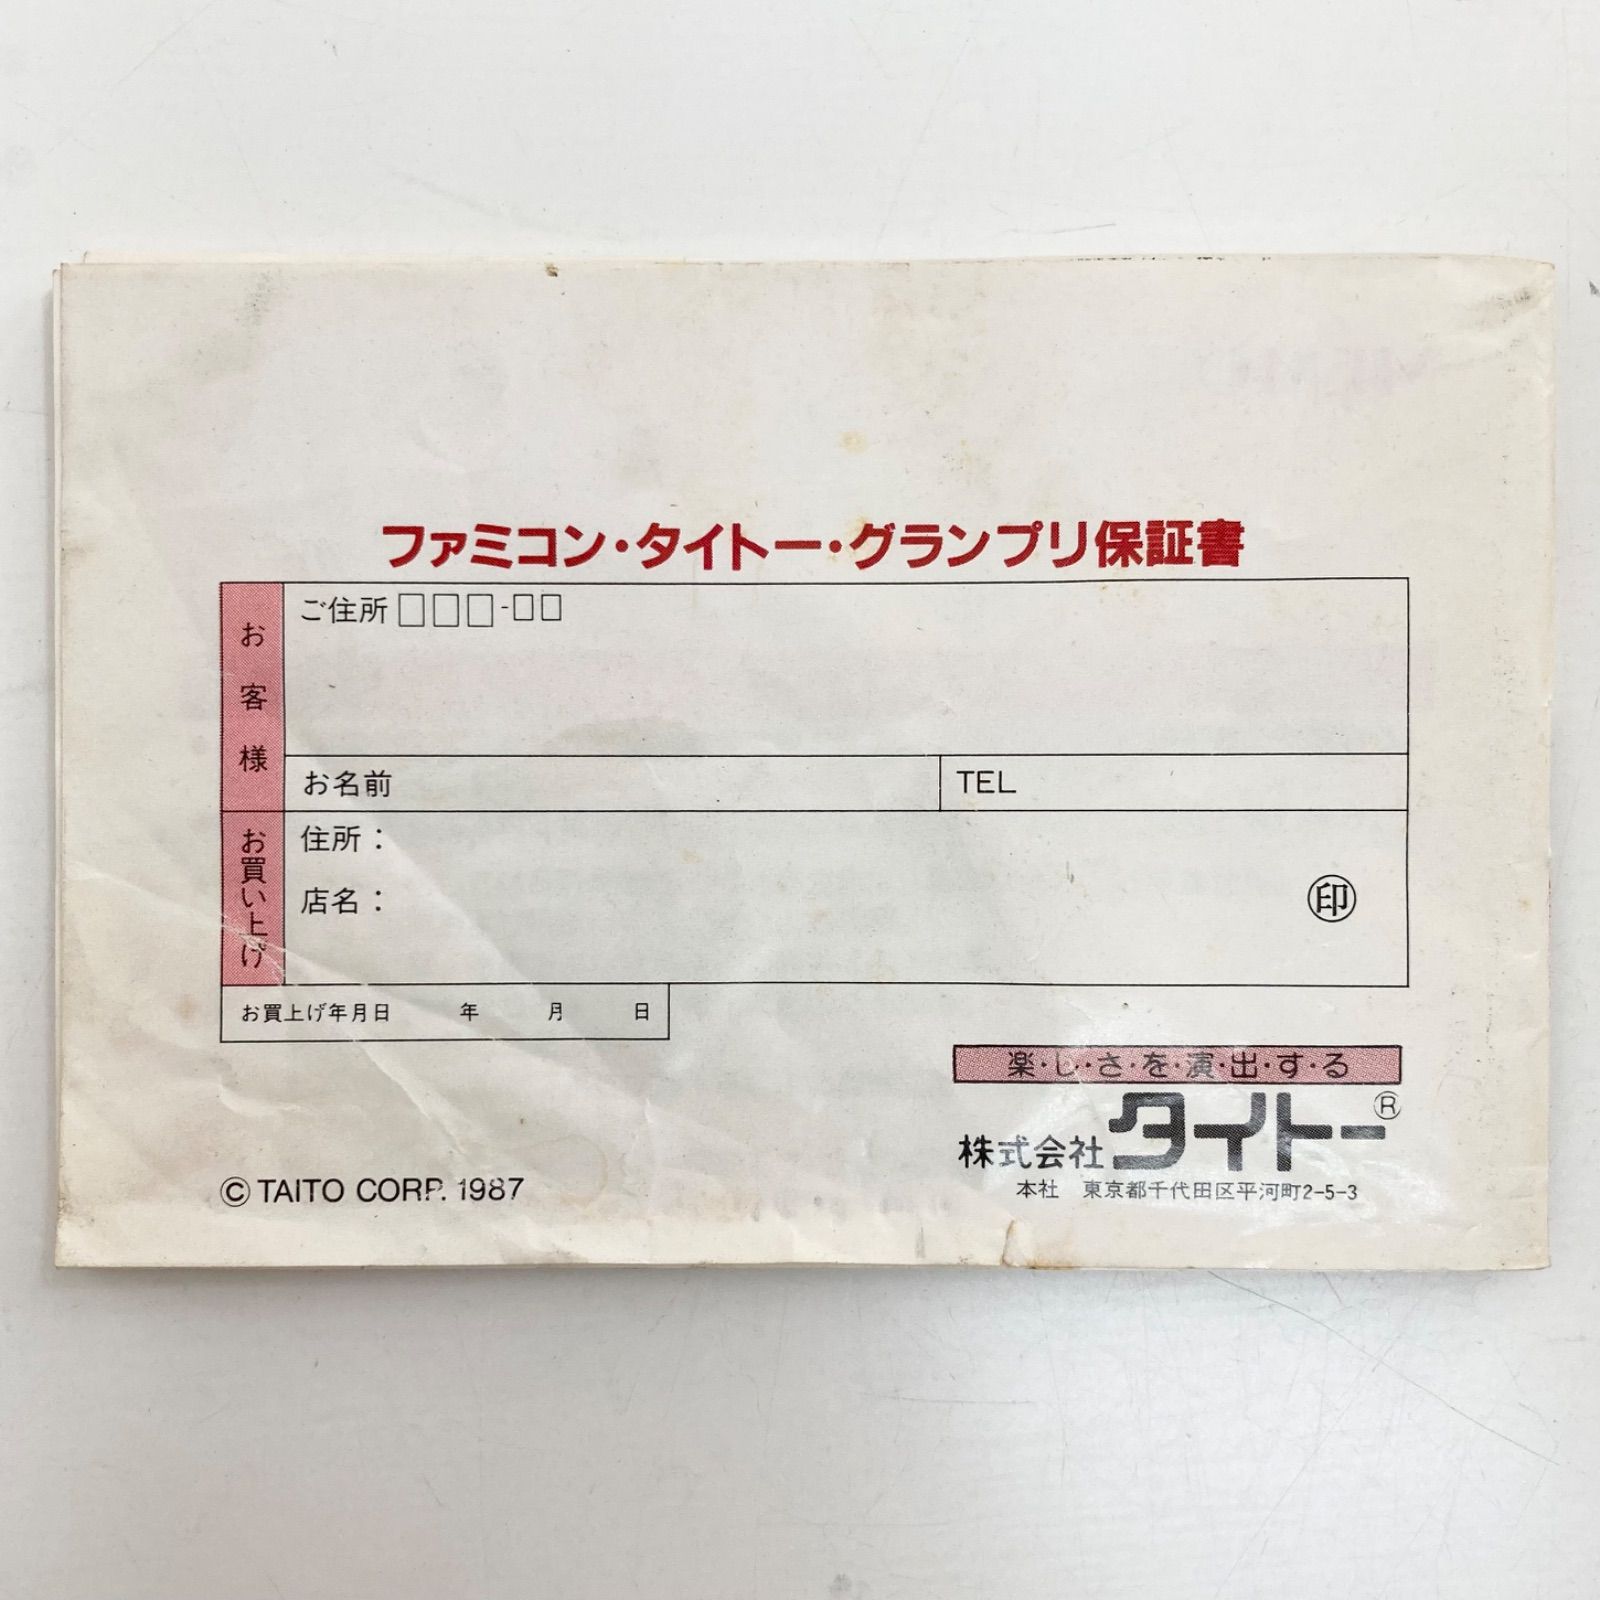 ファミコン・タイトー・グランプリ保証書
お客様
ご住所□□□-□□
お名前
TEL
お買い上げ
住所：
店名：
㊞
お買上げ年月日 年 月 日
楽・し・さ・を・演・出・す・る
株式会社タイトー®
本社 東京都千代田区平河町2-5-3
©TAITO CORP. 1987